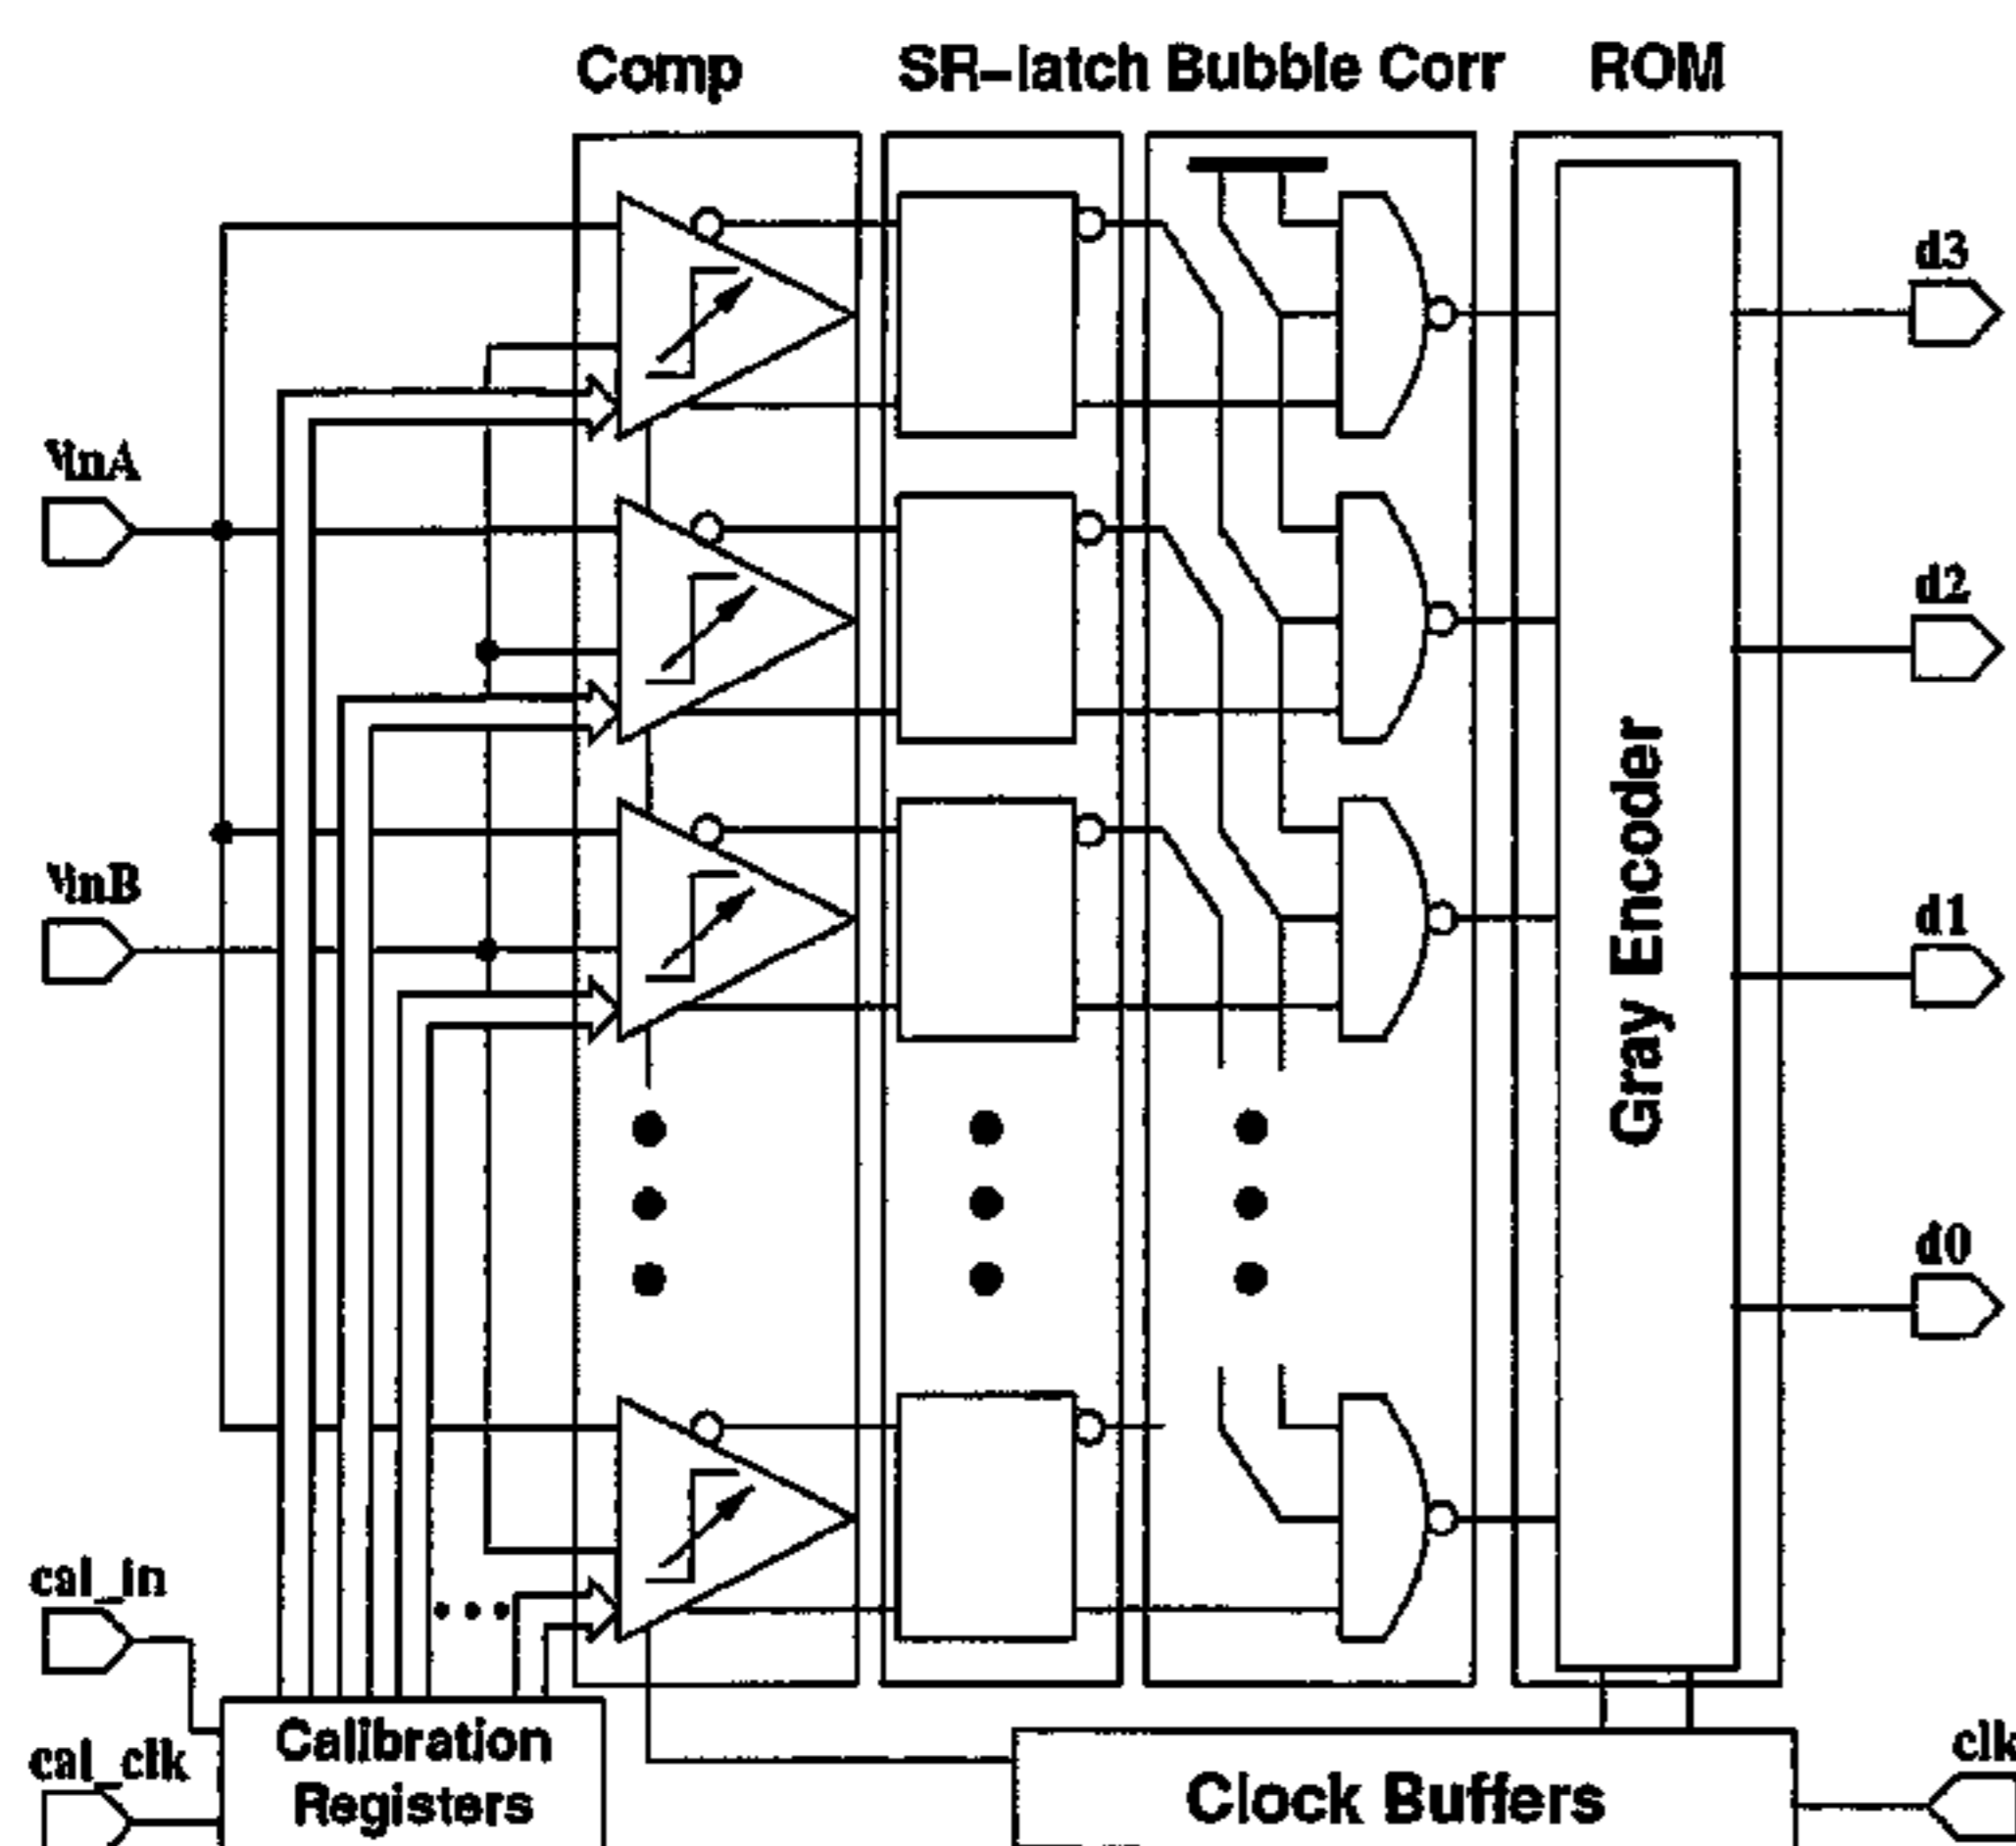 Comp
SR-latch
Bubble Corr
ROM
VinA
VinB
cal_in
cal_clk
Calibration
Registers
Gray Encoder
d3
d2
d1
d0
Clock Buffers
clk